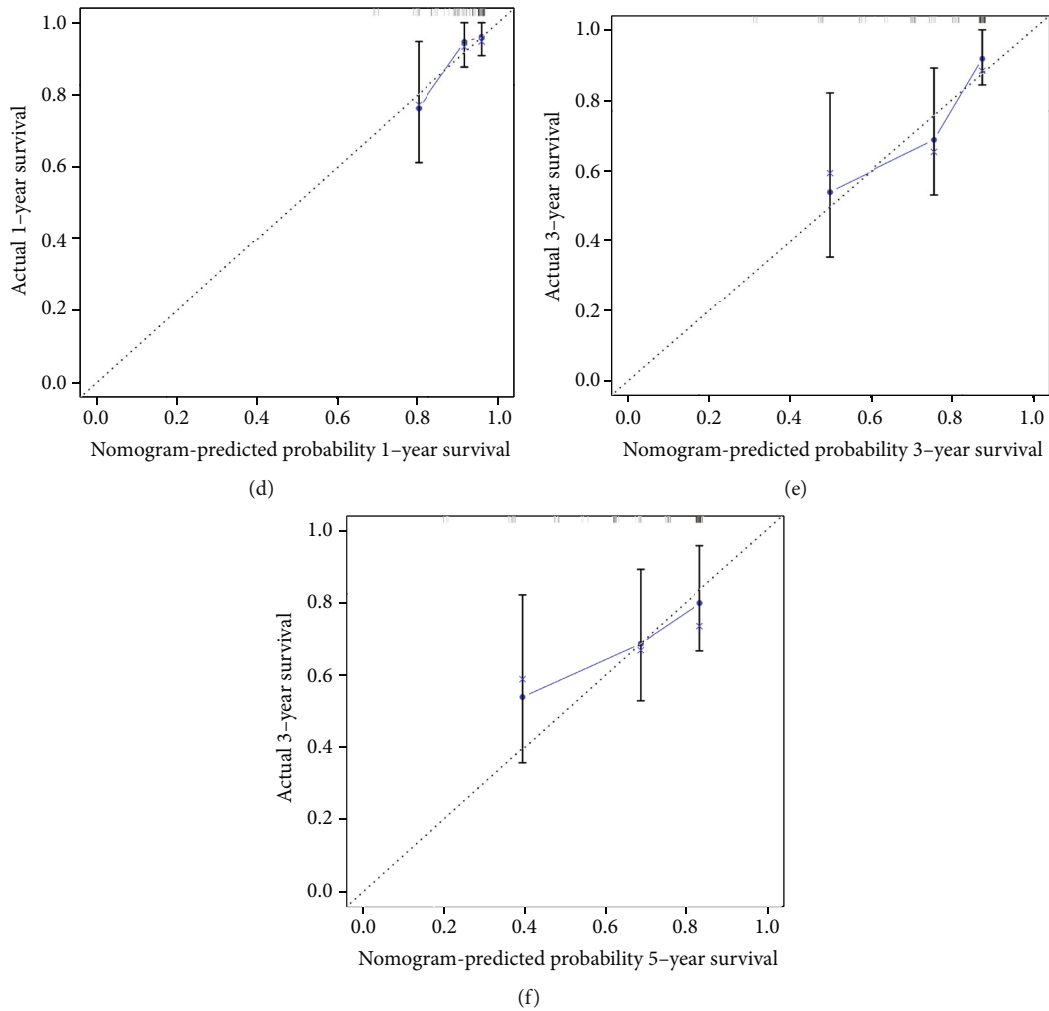 1.0
0.8
0.6
0.4
0.2
0.0
Actual 1–year survival
0.0 0.2 0.4 0.6 0.8 1.0
Nomogram-predicted probability 1–year survival
(d)
1.0
0.8
0.6
0.4
0.2
0.0
Actual 3–year survival
0.0 0.2 0.4 0.6 0.8 1.0
Nomogram-predicted probability 3–year survival
(e)
1.0
0.8
0.6
0.4
0.2
0.0
Actual 3–year survival
0.0 0.2 0.4 0.6 0.8 1.0
Nomogram-predicted probability 5–year survival
(f)